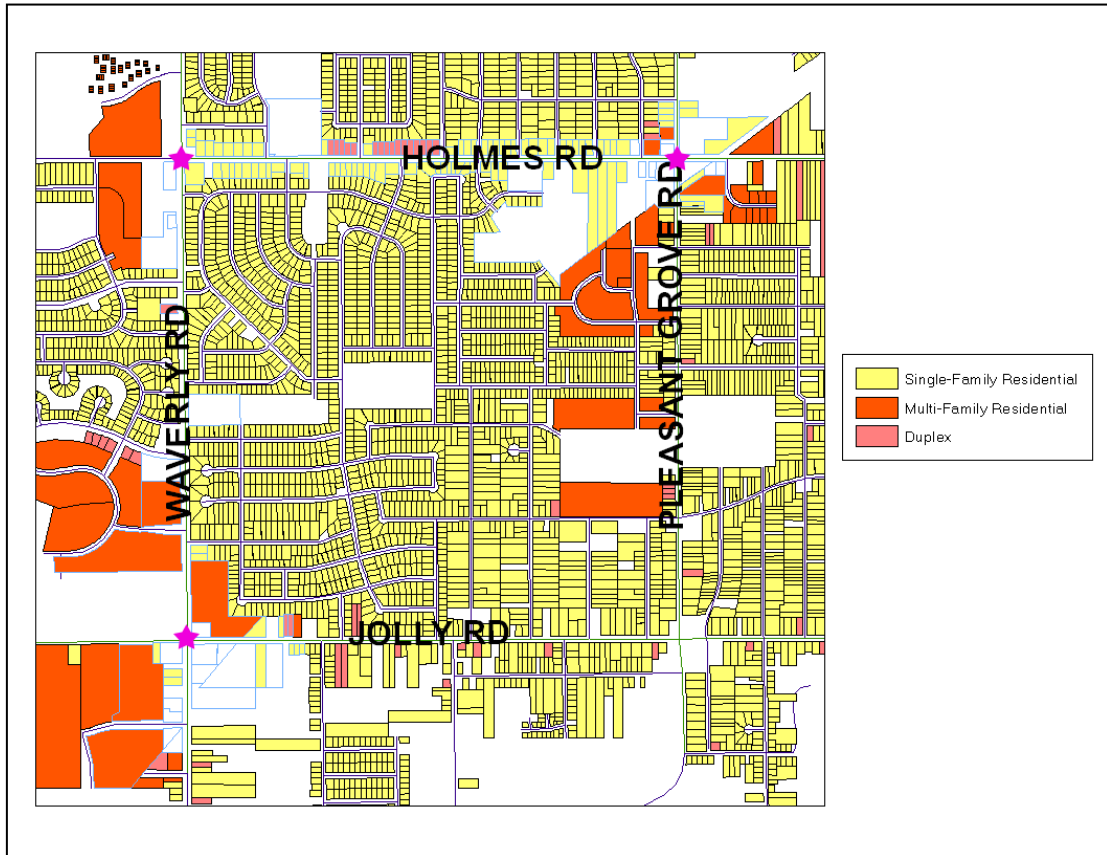 HOLMES RD
WAVERLY RD
PLEASANT GROVE RD
JOLLY RD
Single-Family Residential
Multi-Family Residential
Duplex